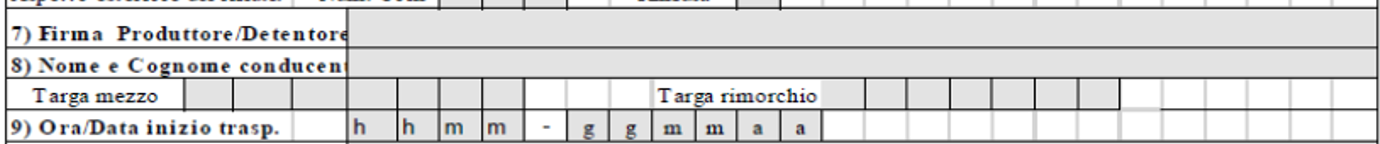 7) Firma Produttore/Detentore
8) Nome e Cognome conducent
Targa mezzo Targa rimorchio
9) Ora/Data inizio trasp. h h m m - g g m m a a